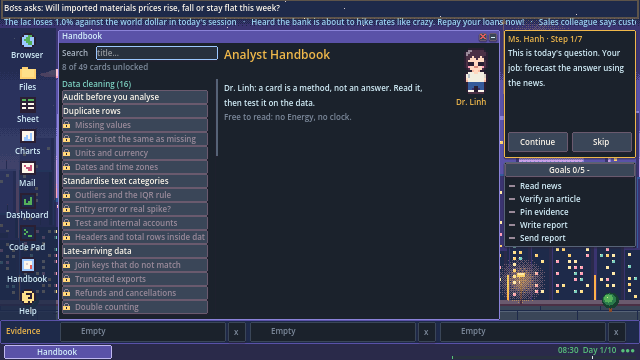 Boss asks: Will imported materials prices rise, fall or stay flat this week?
The lac loses 1.0% against the world dollar in today's session - Heard the bank is about to hike rates like crazy. Repay your loans now! - Sales colleague says cust
Browser
Files
Sheet
Charts
Mail
Dashboard
Code Pad
Handbook
Help
Handbook
Search title...
8 of 49 cards unlocked
Data cleaning (16)
Audit before you analyse
Duplicate rows
Missing values
Zero is not the same as missing
Units and currency
Dates and time zones
Standardise text categories
Outliers and the IQR rule
Entry error or real spike?
Test and internal accounts
Headers and total rows inside dat
Late-arriving data
Join keys that do not match
Truncated exports
Refunds and cancellations
Double counting
Analyst Handbook
Dr. Linh: a card is a method, not an answer. Read it,
then test it on the data.
Free to read: no Energy, no clock.
Dr. Linh
Ms. Hanh · Step 1/7
This is today's question. Your
job: forecast the answer using
the news.
Continue
Skip
Goals 0/5 -
Read news
Verify an article
Pin evidence
Write report
Send report
Evidence
Empty x
Empty x
Empty x
Handbook
08:30 Day 1/10